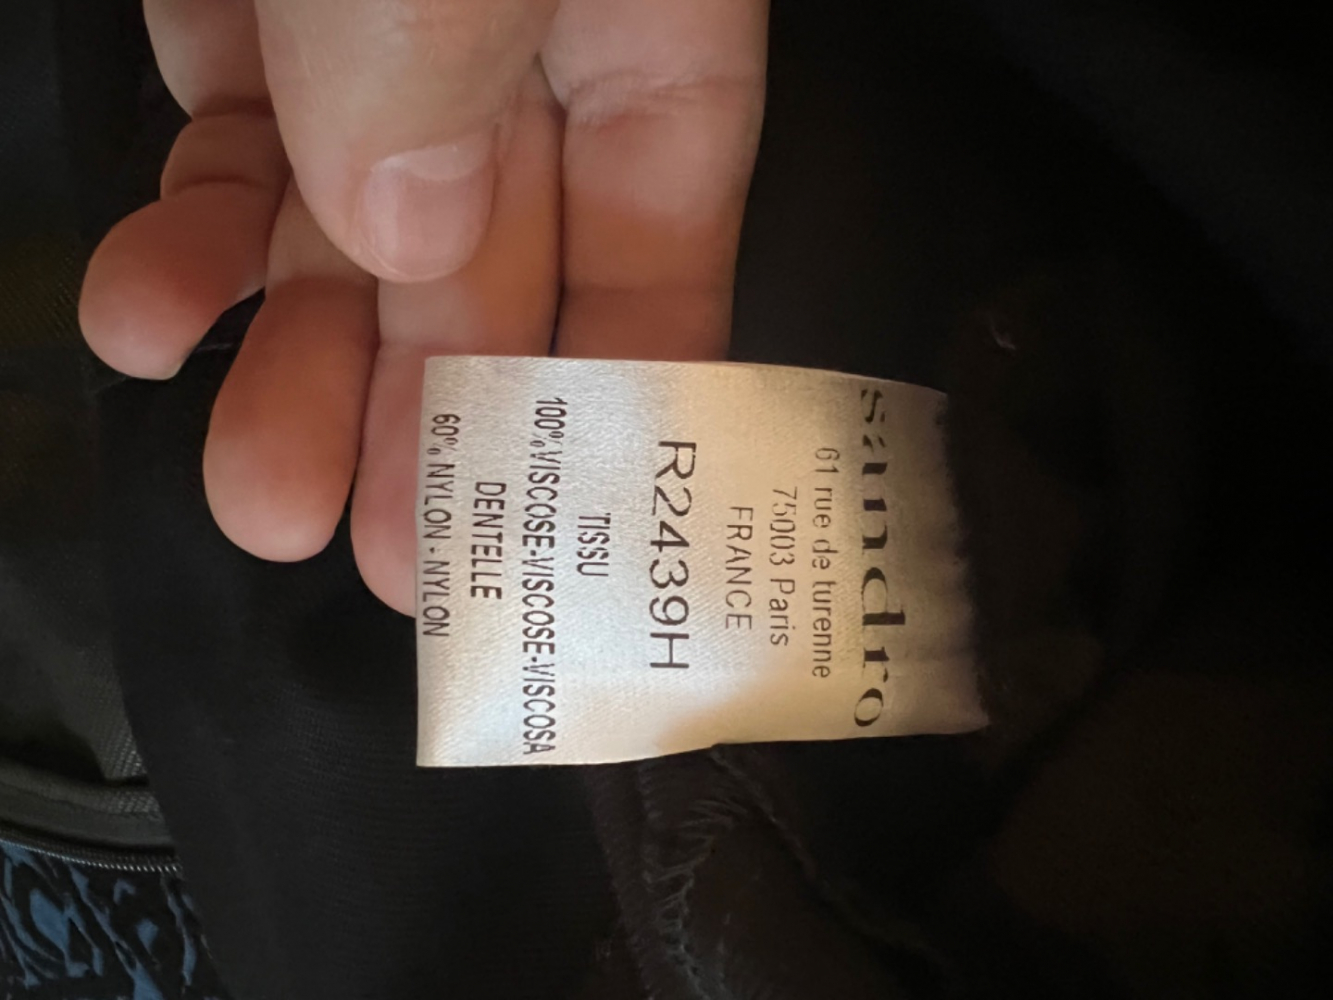 sandro
61 rue de turenne
75003 Paris
FRANCE
R2439H
TISSU
100%VISCOSE-VISCOSE-VISCOSA
DENTELLE
60% NYLON - NYLON